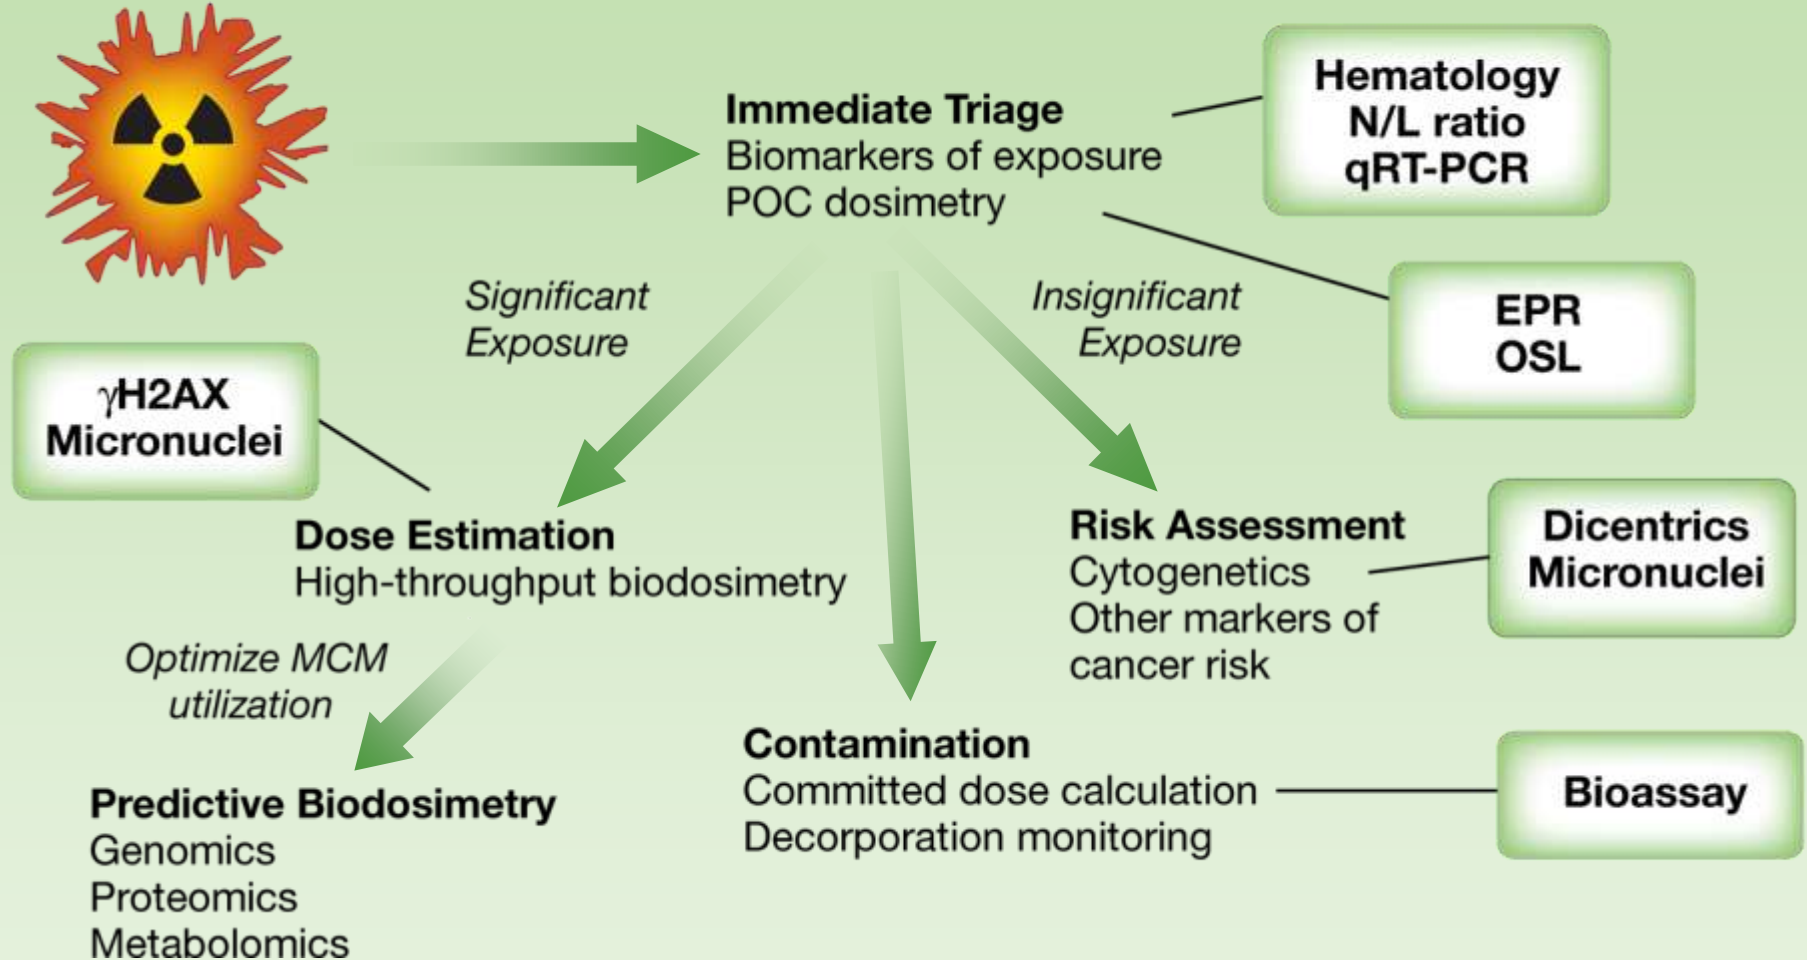 Immediate Triage
Biomarkers of exposure
POC dosimetry
Hematology
N/L ratio
qRT-PCR
EPR
OSL
Significant
Exposure
Insignificant
Exposure
γH2AX
Micronuclei
Dose Estimation
High-throughput biodosimetry
Risk Assessment
Cytogenetics
Other markers of
cancer risk
Dicentrics
Micronuclei
Optimize MCM
utilization
Contamination
Committed dose calculation
Decorporation monitoring
Bioassay
Predictive Biodosimetry
Genomics
Proteomics
Metabolomics